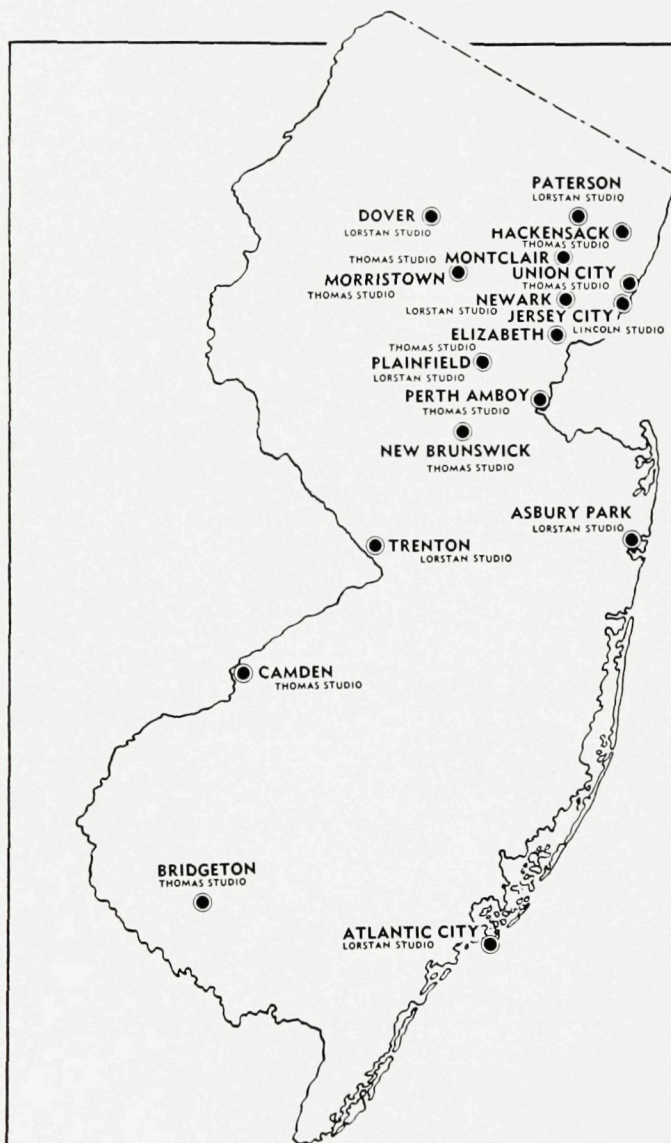 PATERSON
LORSTAN STUDIO
DOVER
LORSTAN STUDIO
HACKENSACK
THOMAS STUDIO
THOMAS STUDIO MONTCLAIR
UNION CITY
THOMAS STUDIO
MORRISTOWN
THOMAS STUDIO
NEWARK
LORSTAN STUDIO
JERSEY CITY
LINCOLN STUDIO
ELIZABETH
THOMAS STUDIO
PLAINFIELD
LORSTAN STUDIO
PERTH AMBOY
THOMAS STUDIO
NEW BRUNSWICK
THOMAS STUDIO
ASBURY PARK
LORSTAN STUDIO
TRENTON
LORSTAN STUDIO
CAMDEN
THOMAS STUDIO
BRIDGETON
THOMAS STUDIO
ATLANTIC CITY
LORSTAN STUDIO